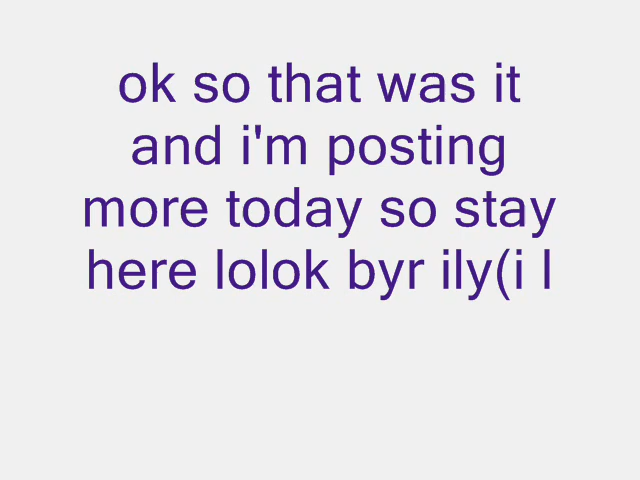 ok so that was it
and i'm posting
more today so stay
here lolok byr ily(i l